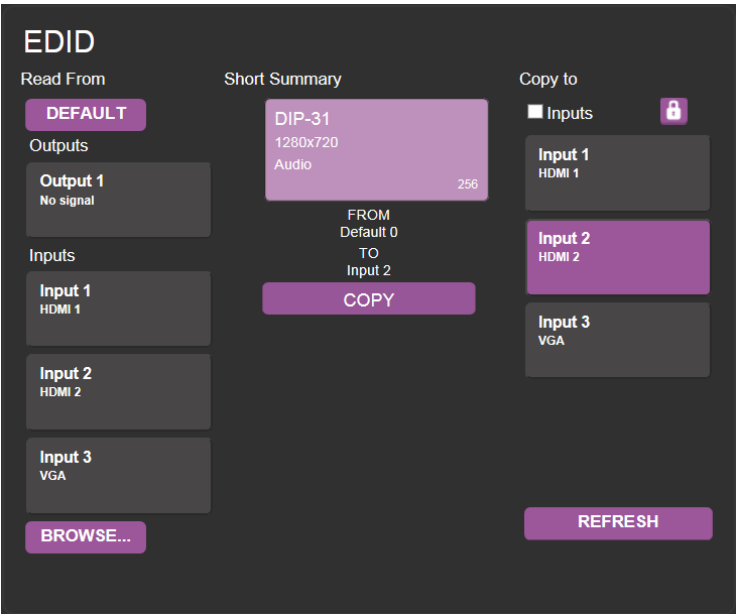 EDID
Read From
DEFAULT
Outputs
Output 1
No signal
Inputs
Input 1
HDMI 1
Input 2
HDMI 2
Input 3
VGA
BROWSE...
Short Summary
DIP-31
1280x720
Audio
256
FROM
Default 0
TO
Input 2
COPY
Copy to
Inputs
Input 1
HDMI 1
Input 2
HDMI 2
Input 3
VGA
REFRESH